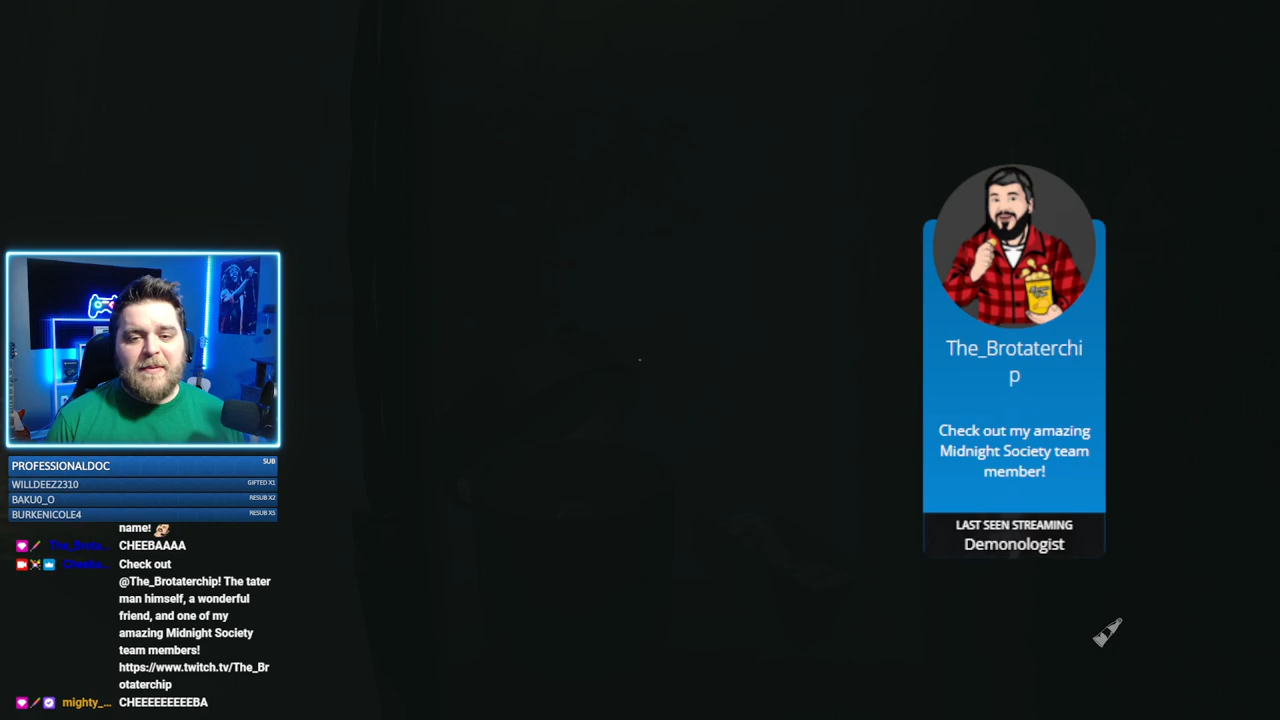 PROFESSIONALDOC SUB
WILLDEEZ2310 GIFTED X1
BAKU0_O RESUB X2
BURKENICOLE4 RESUB X5
name!
The_Brota... CHEEBAAAA
Check out
@The_Brotaterchip! The tater
man himself, a wonderful
friend, and one of my
amazing Midnight Society
team members!
https://www.twitch.tv/The_Br
otaterchip
mighty_... CHEEEEEEEEEBA
The_Brotaterchi
p
Check out my amazing
Midnight Society team
member!
LAST SEEN STREAMING
Demonologist